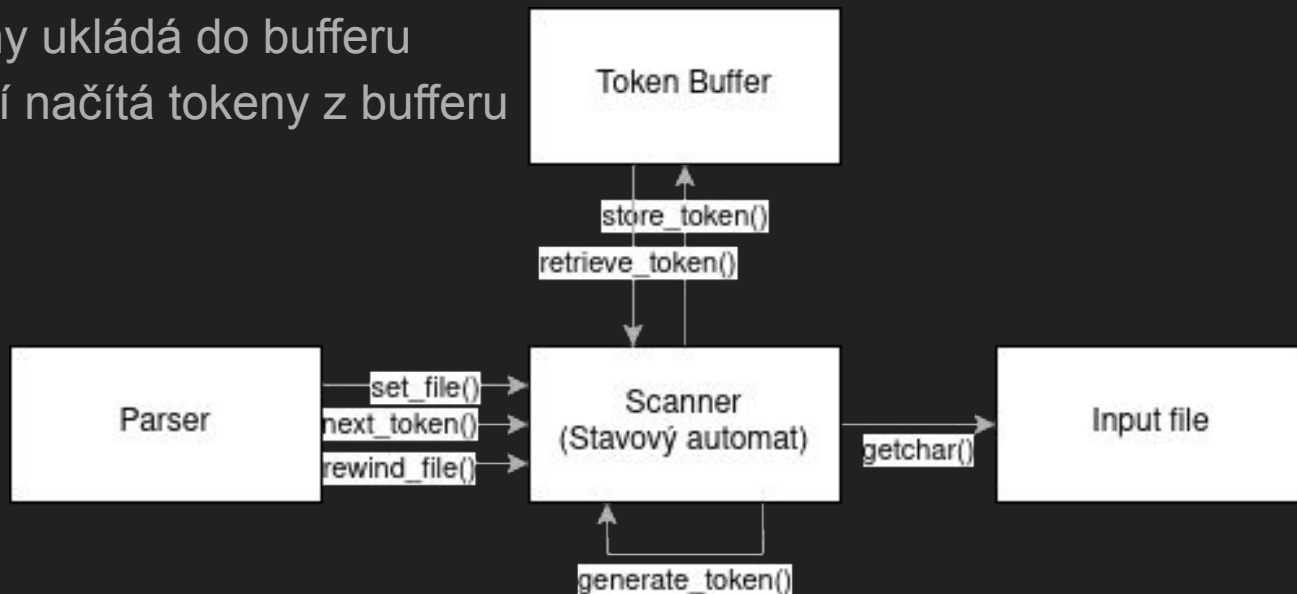 ukládá do bufferu
načítá tokeny z bufferu
Token Buffer
store_token()
retrieve_token()
Parser
set_file()
next_token()
rewind_file()
Scanner
(Stavový automat)
getchar()
Input file
generate_token()